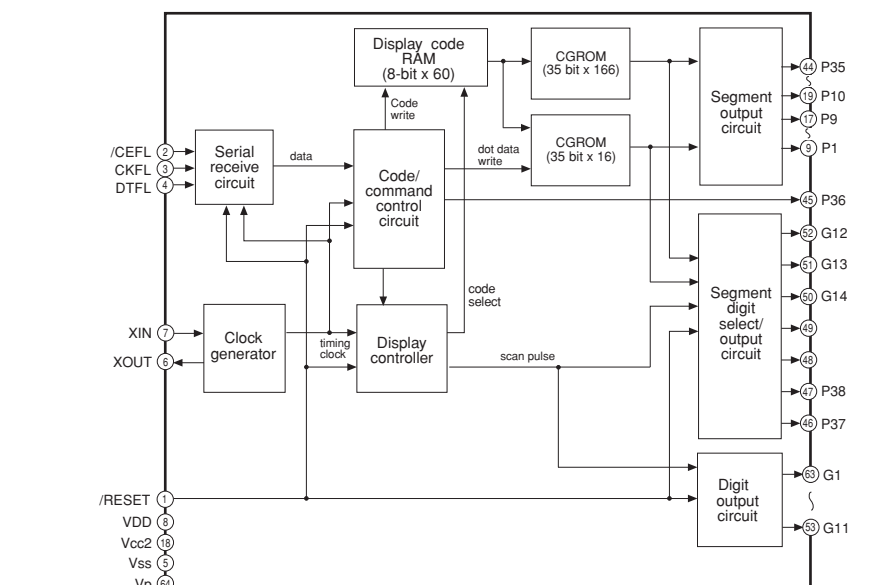 Display code
RAM
(8-bit x 60)
CGROM
(35 bit x 166)
Segment
output
circuit
44 P35
19 P10
17 P9
9 P1
Code
write
CGROM
(35 bit x 16)
dot data
write
/CEFL 2
CKFL 3
DTFL 4
Serial
receive
circuit
data
Code/
command
control
circuit
45 P36
52 G12
51 G13
50 G14
49
48
47 P38
46 P37
Segment
digit
select/
output
circuit
code
select
XIN 7
XOUT 6
Clock
generator
timing
clock
Display
controller
scan pulse
Digit
output
circuit
63 G1
53 G11
/RESET 1
VDD 8
Vcc2 18
Vss 5
Vp 64